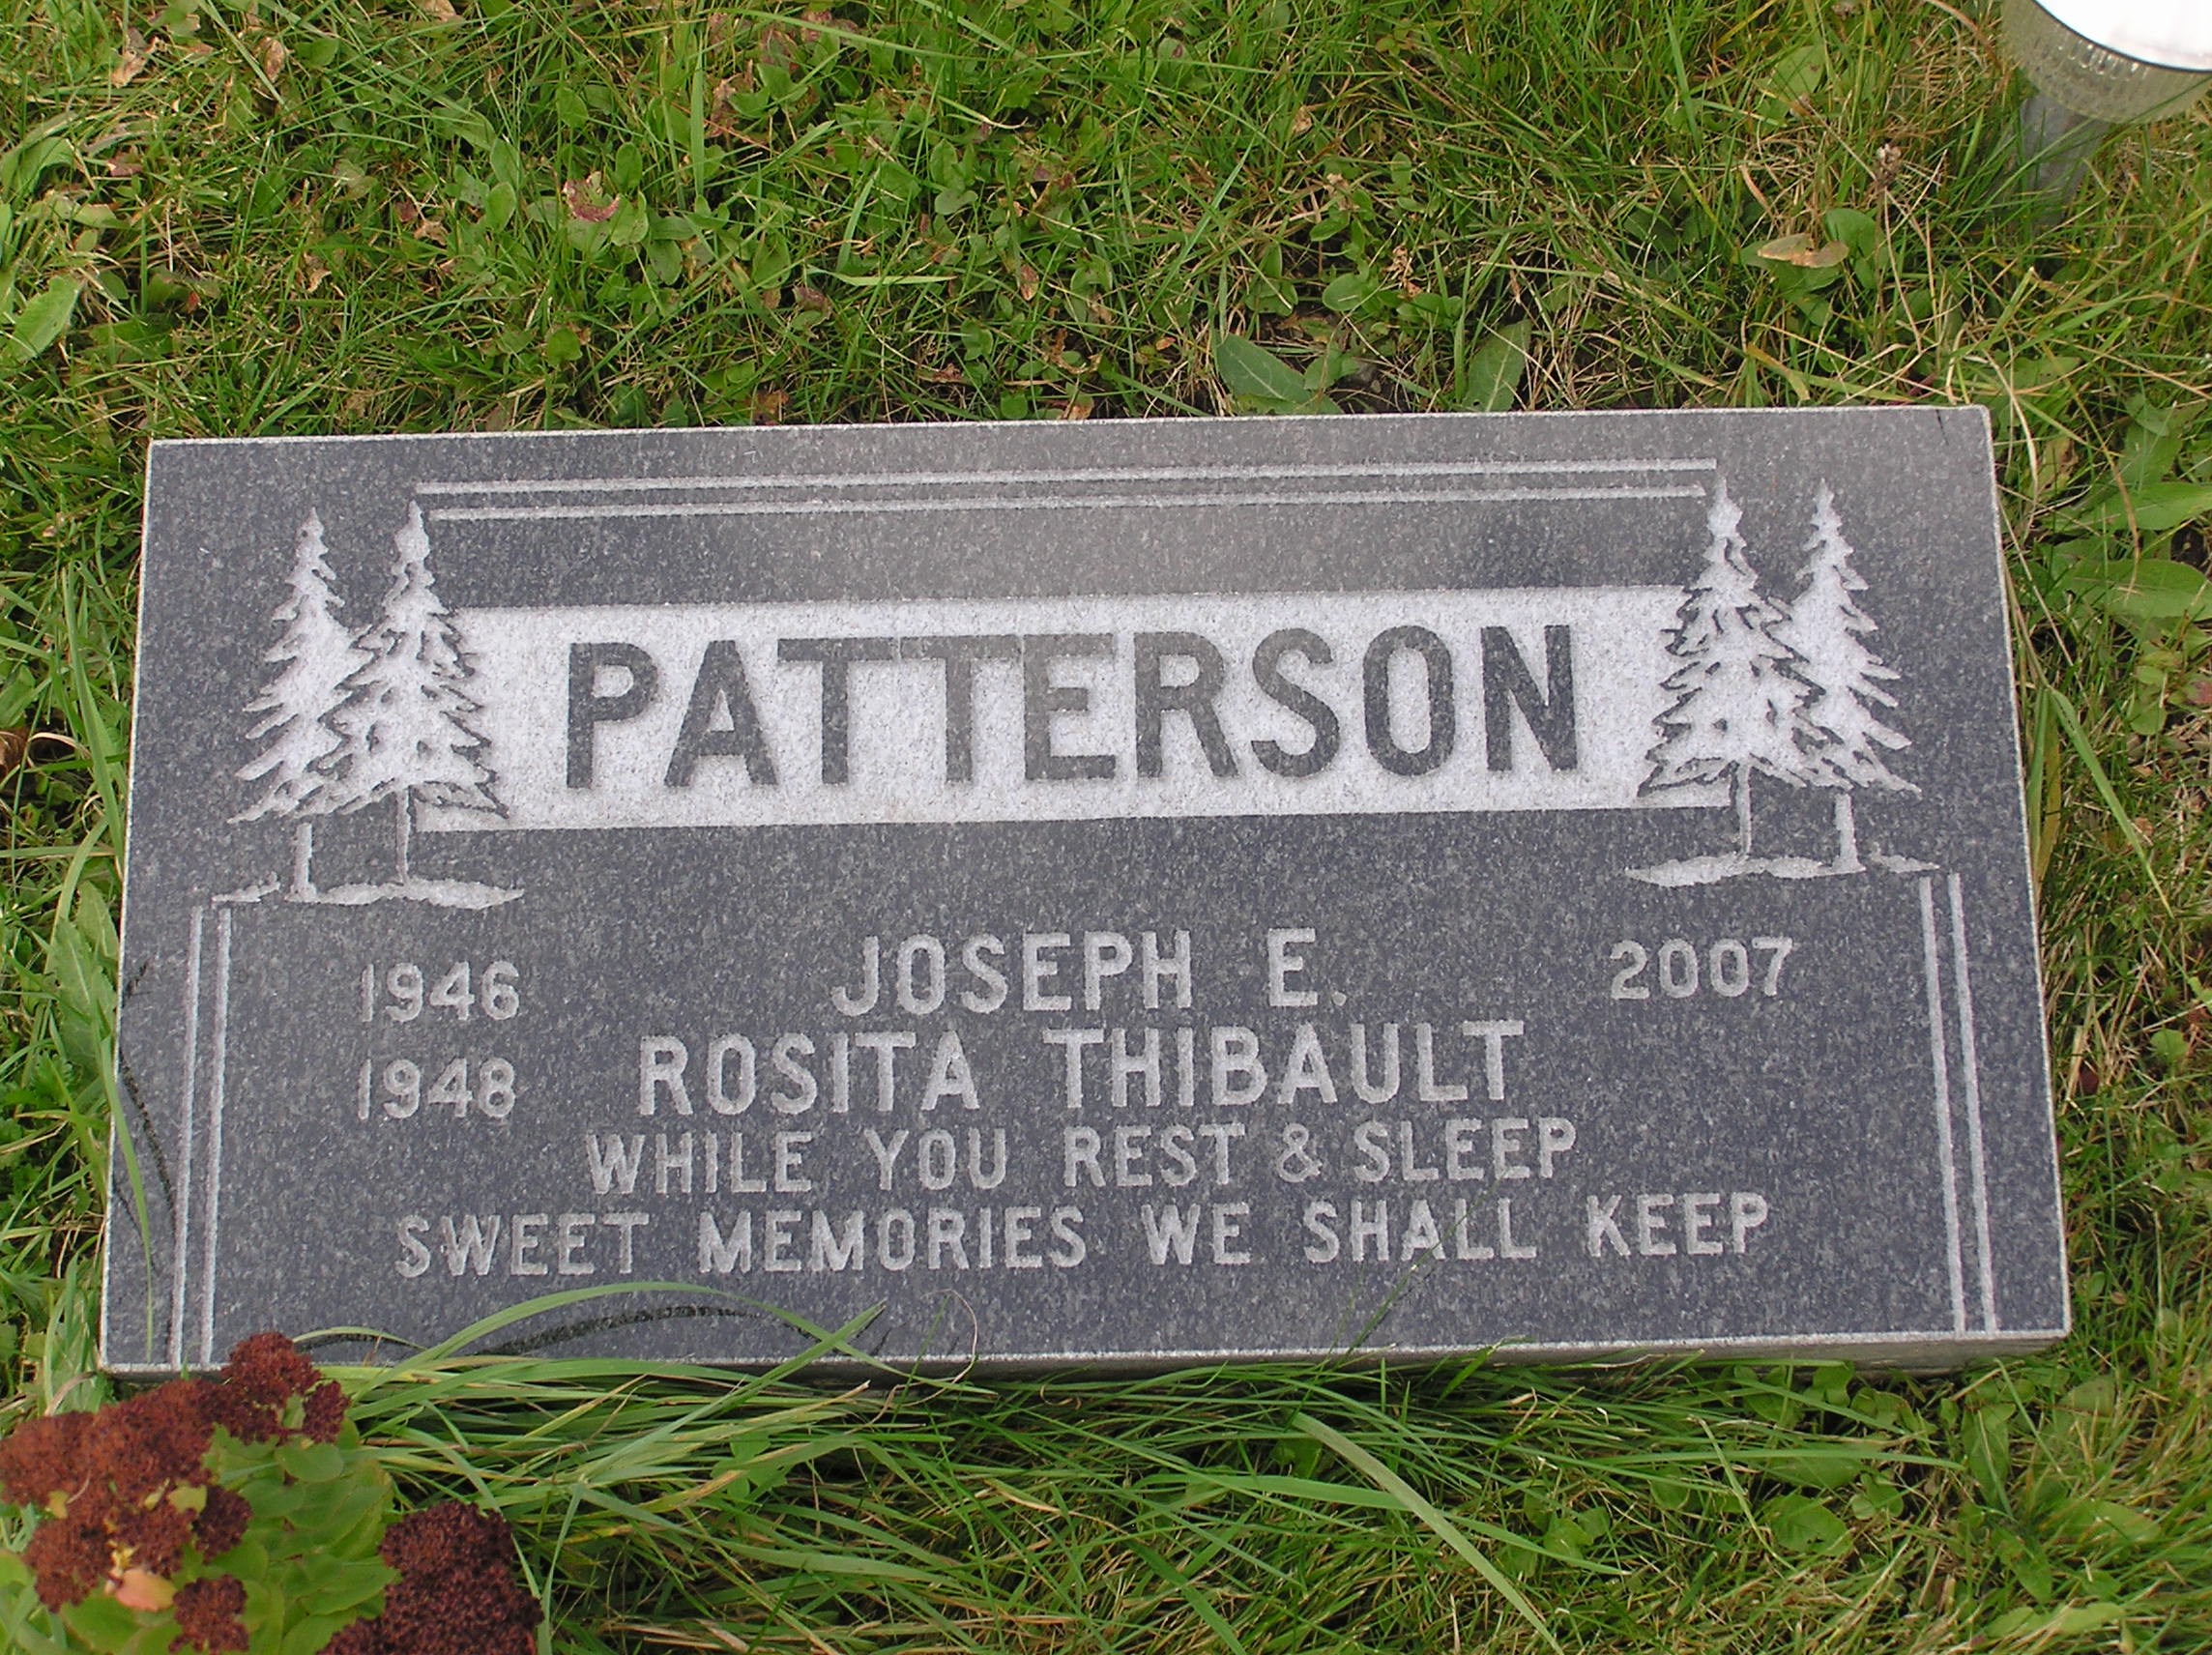 PATTERSON
1946 JOSEPH E. 2007
1948 ROSITA THIBAULT
WHILE YOU REST & SLEEP
SWEET MEMORIES WE SHALL KEEP